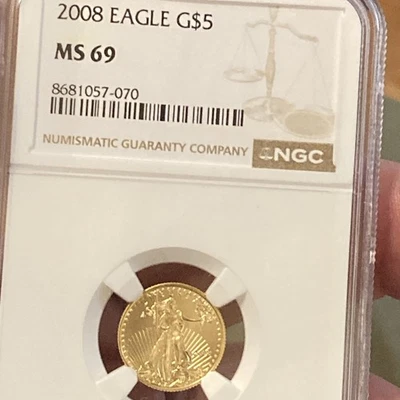 2008 EAGLE G$5
MS 69
8681057-070
NUMISMATIC GUARANTY COMPANY
NGC